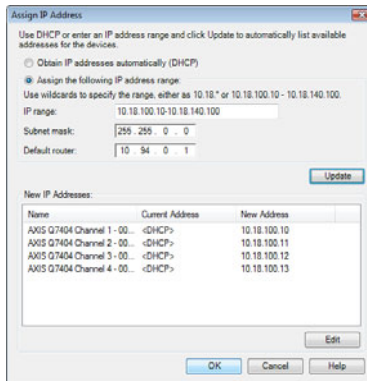 Assign IP Address
Use DHCP or enter an IP address range and click Update to automatically list available
addresses for the devices.
Obtain IP addresses automatically (DHCP)
Assign the following IP address range:
Use wildcards to specify the range, either as 10.18.* or 10.18.100.10 - 10.18.140.100.
IP range: 10.18.100.10-10.18.140.100
Subnet mask: 255 . 255 . 0 . 0
Default router: 10 . 94 . 0 . 1
Update
New IP Addresses:
Name Current Address New Address
AXIS Q7404 Channel 1 - 00... <DHCP> 10.18.100.10
AXIS Q7404 Channel 2 - 00... <DHCP> 10.18.100.11
AXIS Q7404 Channel 3 - 00... <DHCP> 10.18.100.12
AXIS Q7404 Channel 4 - 00... <DHCP> 10.18.100.13
Edit
OK Cancel Help